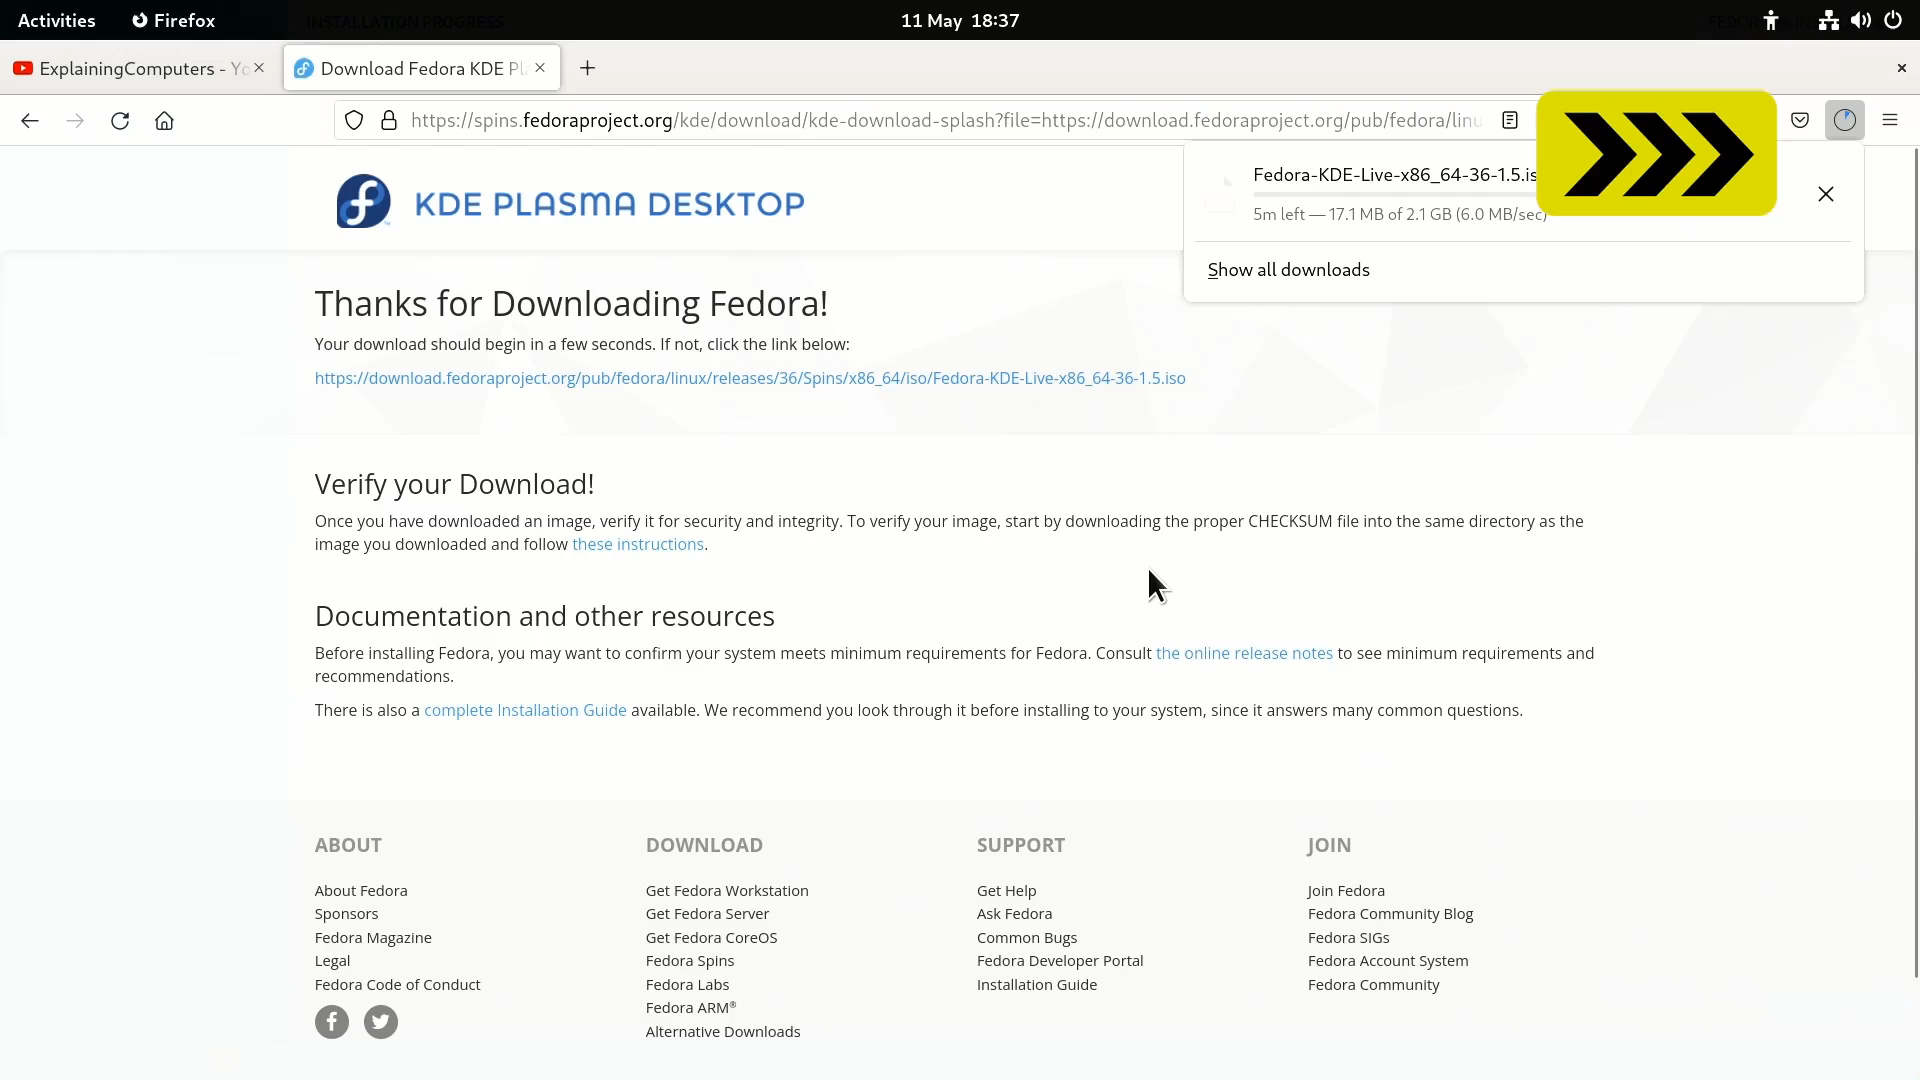 Activities Firefox 11 May 18:37
ExplainingComputers - Yo
Download Fedora KDE Pl
https://spins.fedoraproject.org/kde/download/kde-download-splash?file=https://download.fedoraproject.org/pub/fedora/linu
KDE PLASMA DESKTOP
Fedora-KDE-Live-x86_64-36-1.5.is
5m left — 17.1 MB of 2.1 GB (6.0 MB/sec)
Show all downloads
Thanks for Downloading Fedora!
Your download should begin in a few seconds. If not, click the link below:
https://download.fedoraproject.org/pub/fedora/linux/releases/36/Spins/x86_64/iso/Fedora-KDE-Live-x86_64-36-1.5.iso
Verify your Download!
Once you have downloaded an image, verify it for security and integrity. To verify your image, start by downloading the proper CHECKSUM file into the same directory as the
image you downloaded and follow these instructions.
Documentation and other resources
Before installing Fedora, you may want to confirm your system meets minimum requirements for Fedora. Consult the online release notes to see minimum requirements and
recommendations.
There is also a complete Installation Guide available. We recommend you look through it before installing to your system, since it answers many common questions.
ABOUT
About Fedora
Sponsors
Fedora Magazine
Legal
Fedora Code of Conduct
DOWNLOAD
Get Fedora Workstation
Get Fedora Server
Get Fedora CoreOS
Fedora Spins
Fedora Labs
Fedora ARM®
Alternative Downloads
SUPPORT
Get Help
Ask Fedora
Common Bugs
Fedora Developer Portal
Installation Guide
JOIN
Join Fedora
Fedora Community Blog
Fedora SIGs
Fedora Account System
Fedora Community